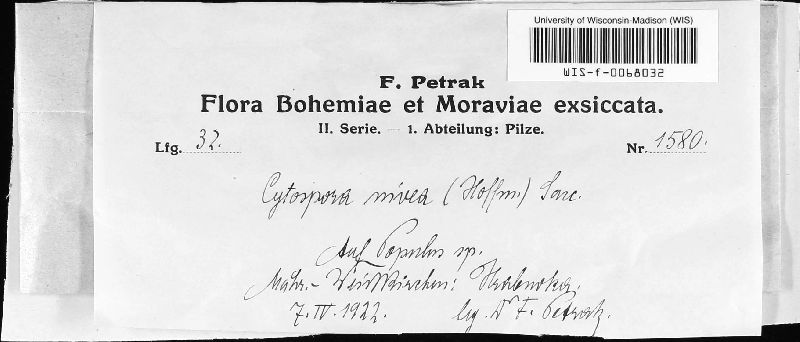 University of Wisconsin-Madison (WIS)
WIS-f-0068032
F. Petrak
Flora Bohemiae et Moraviae exsiccata.
II. Serie. — 1. Abteilung: Pilze.
Lfg. 32. Nr. 1580.
Cytospora nivea (Hoffm) Sacc.
Auf Populus sp.
Mähr.-Weisskirchen: Hrabuvka,
7. IV. 1922. leg. Dr F. Petrak.